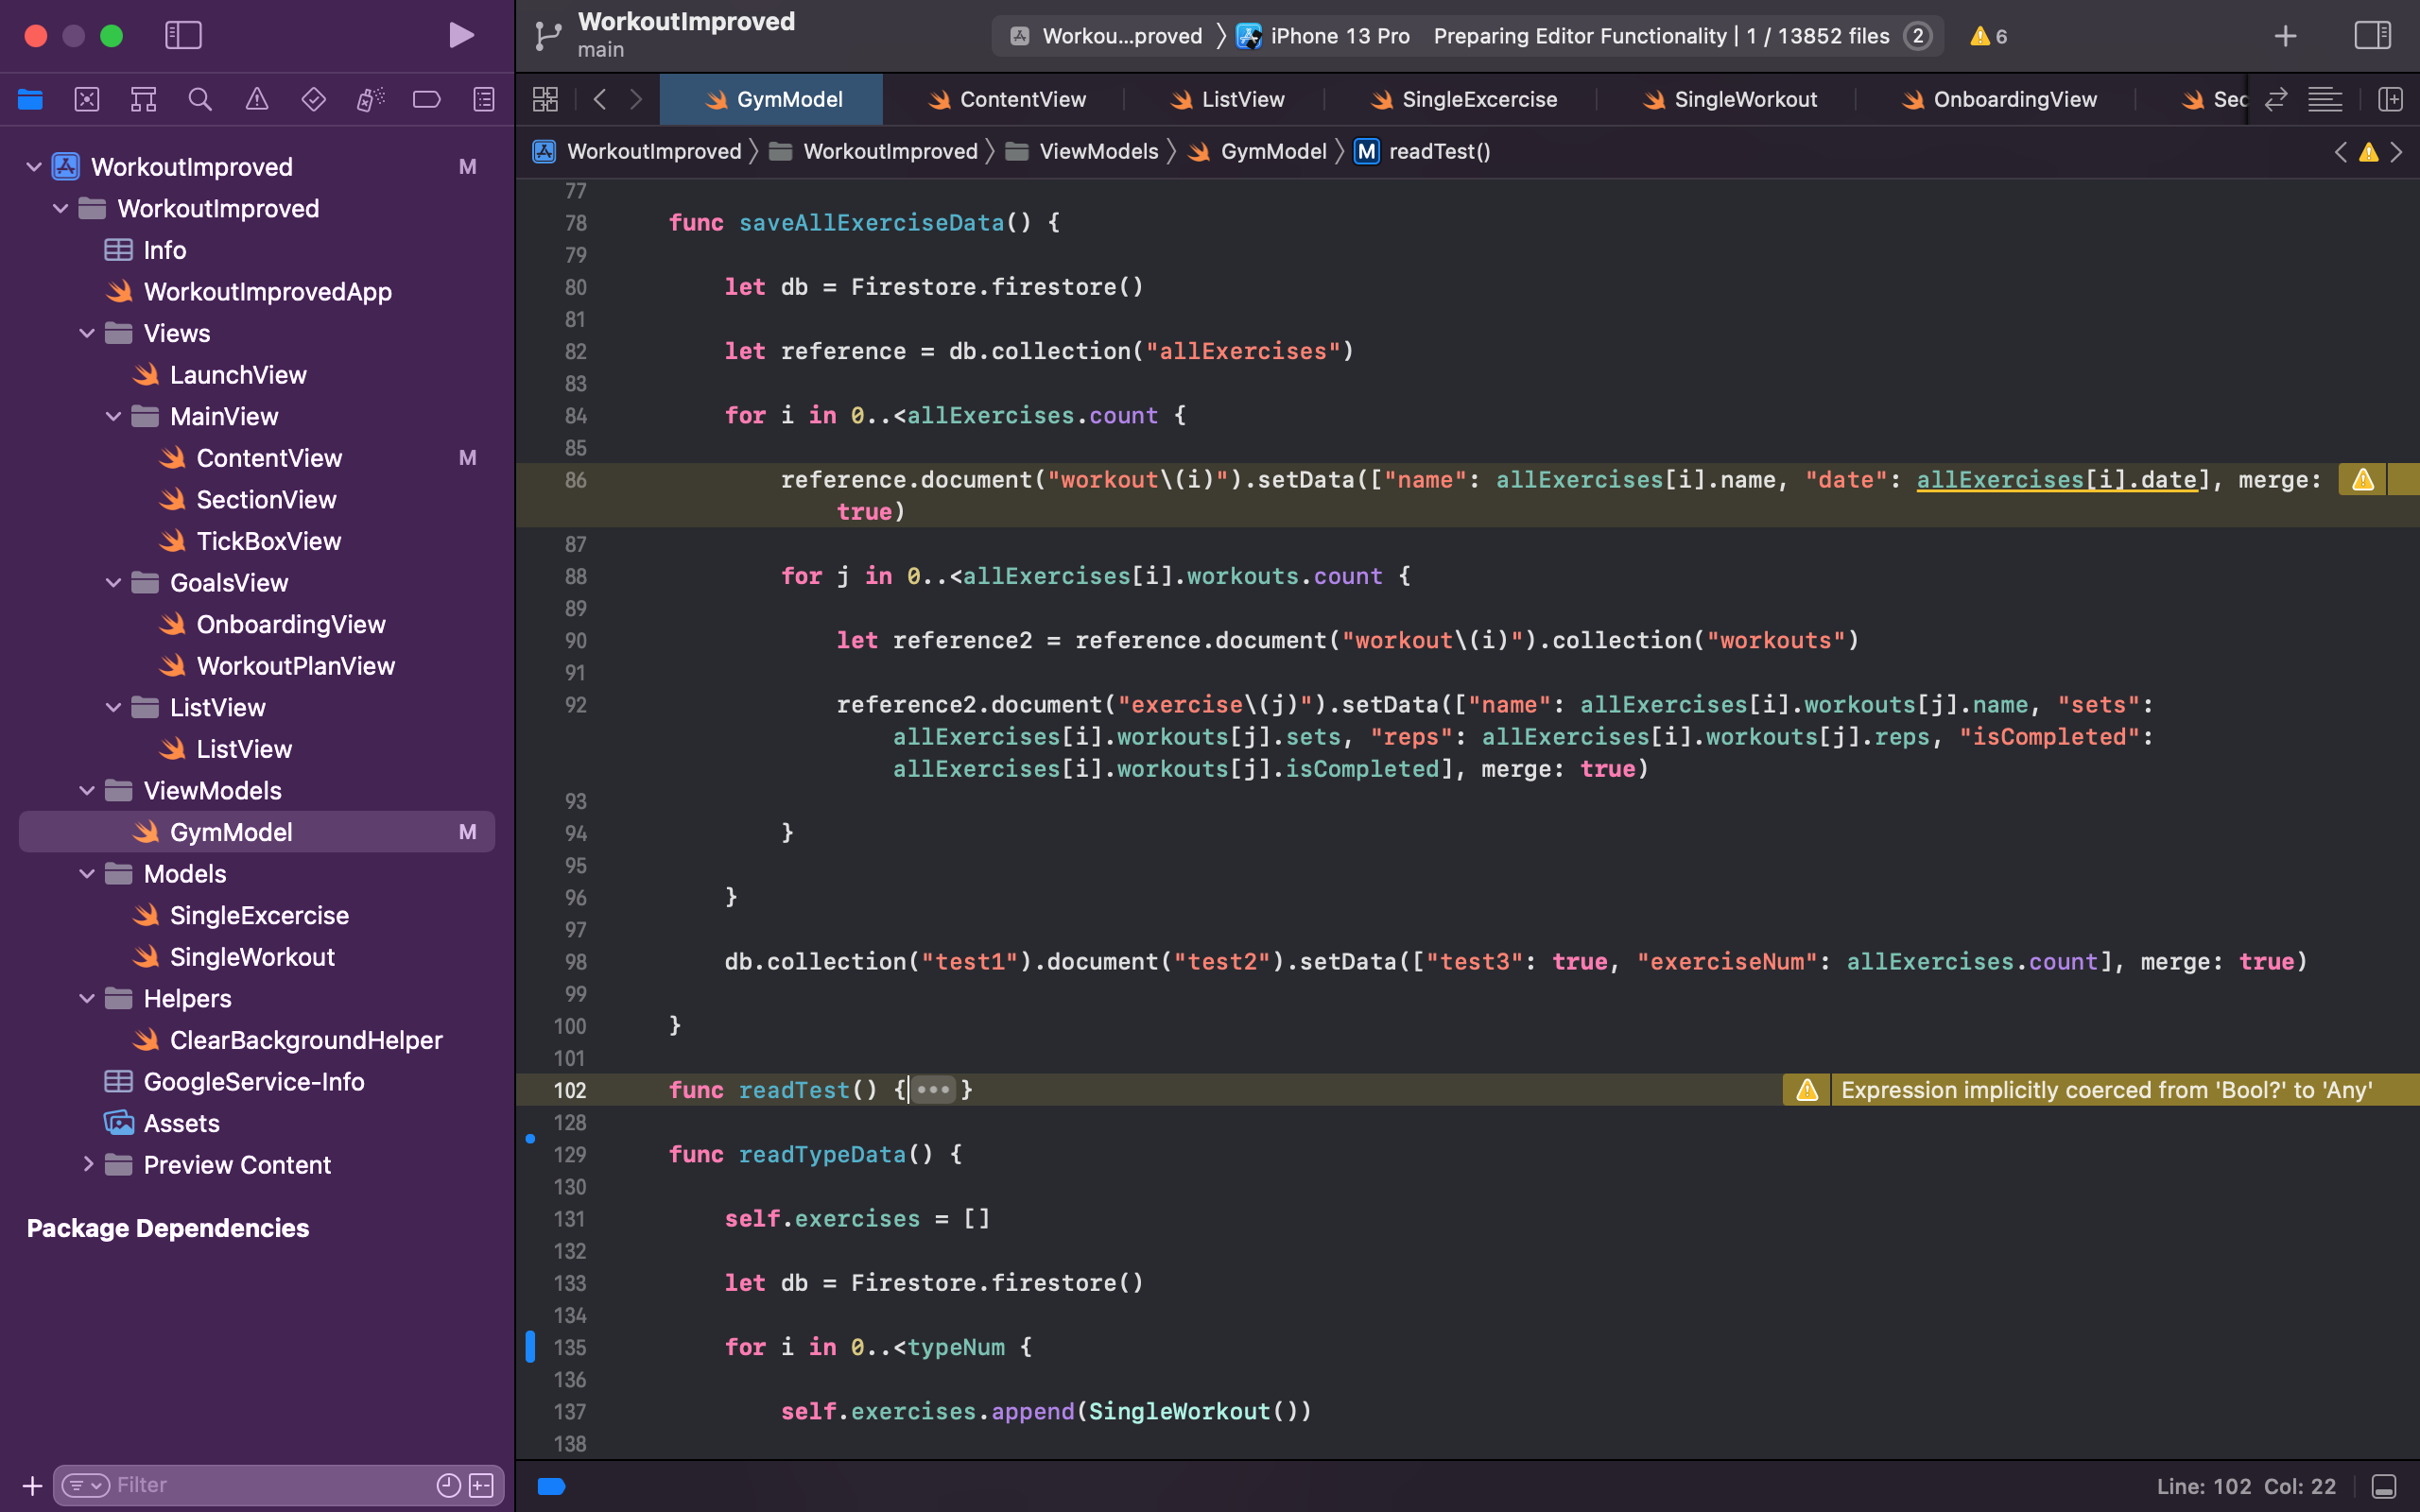 WorkoutImproved
main
Workou...proved
iPhone 13 Pro
Preparing Editor Functionality | 1 / 13852 files
2
6
GymModel
ContentView
ListView
SingleExcercise
SingleWorkout
OnboardingView
Sec
WorkoutImproved
WorkoutImproved
ViewModels
GymModel
M
readTest()
WorkoutImproved M
WorkoutImproved
Info
WorkoutImprovedApp
Views
LaunchView
MainView
ContentView M
SectionView
TickBoxView
GoalsView
OnboardingView
WorkoutPlanView
ListView
ListView
ViewModels
GymModel M
Models
SingleExcercise
SingleWorkout
Helpers
ClearBackgroundHelper
GoogleService-Info
Assets
Preview Content
Package Dependencies
Filter
77
78 func saveAllExerciseData() {
79
80 let db = Firestore.firestore()
81
82 let reference = db.collection("allExercises")
83
84 for i in 0..<allExercises.count {
85
86 reference.document("workout\(i)").setData(["name": allExercises[i].name, "date": allExercises[i].date], merge:
true)
87
88 for j in 0..<allExercises[i].workouts.count {
89
90 let reference2 = reference.document("workout\(i)").collection("workouts")
91
92 reference2.document("exercise\(j)").setData(["name": allExercises[i].workouts[j].name, "sets":
allExercises[i].workouts[j].sets, "reps": allExercises[i].workouts[j].reps, "isCompleted":
allExercises[i].workouts[j].isCompleted], merge: true)
93
94 }
95
96 }
97
98 db.collection("test1").document("test2").setData(["test3": true, "exerciseNum": allExercises.count], merge: true)
99
100 }
101
102 func readTest() {•••} Expression implicitly coerced from 'Bool?' to 'Any'
128
129 func readTypeData() {
130
131 self.exercises = []
132
133 let db = Firestore.firestore()
134
135 for i in 0..<typeNum {
136
137 self.exercises.append(SingleWorkout())
138
Line: 102 Col: 22